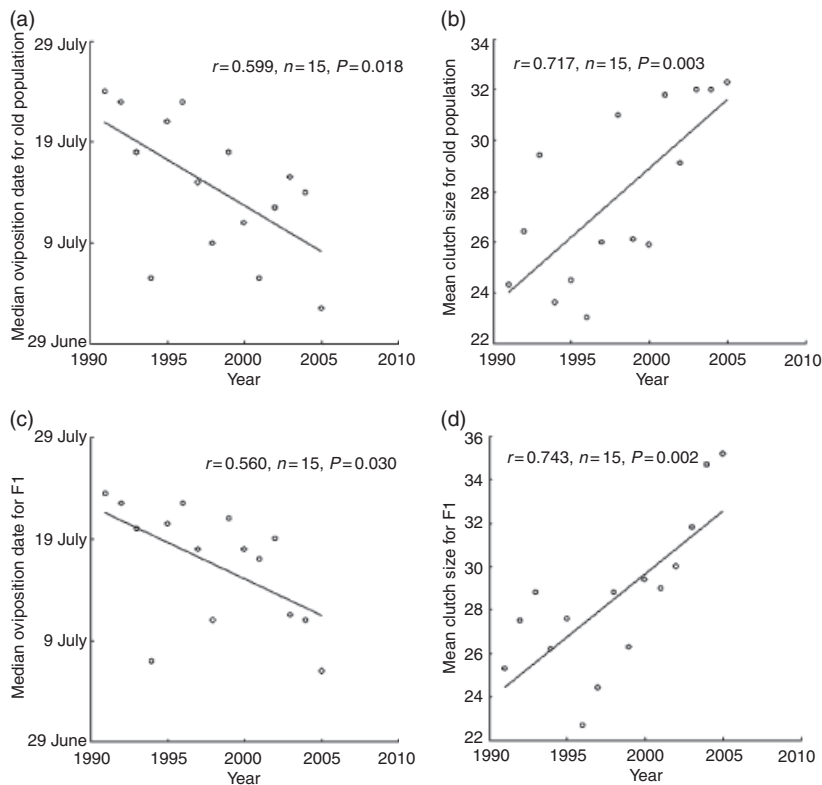 (a)
Median oviposition date for old population
29 July
19 July
9 July
29 June
r=0.599, n=15, P=0.018
1990 1995 2000 2005 2010
Year
(b)
Mean clutch size for old population
34
32
30
28
26
24
22
r=0.717, n=15, P=0.003
1990 1995 2000 2005 2010
Year
(c)
Median oviposition date for F1
29 July
19 July
9 July
29 June
r=0.560, n=15, P=0.030
1990 1995 2000 2005 2010
Year
(d)
Mean clutch size for F1
36
34
32
30
28
26
24
22
r=0.743, n=15, P=0.002
1990 1995 2000 2005 2010
Year